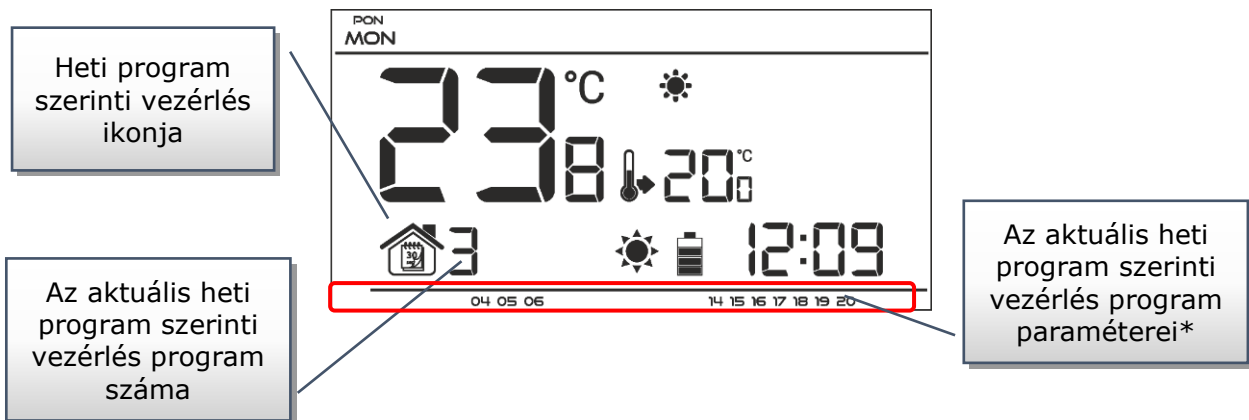 Heti program
szerinti vezérlés
ikonja
Az aktuális heti
program szerinti
vezérlés program
száma
PON
MON
23 8 °C
20 0 °C
30
3
12:09
04 05 06 14 15 16 17 18 19 20
Az aktuális heti
program szerinti
vezérlés program
paraméterei*